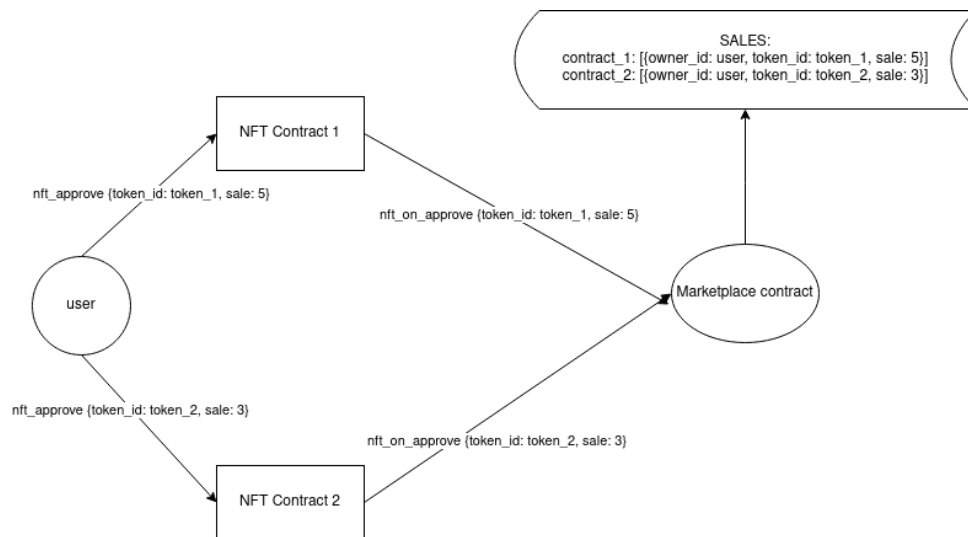 SALES:
contract_1: [{owner_id: user, token_id: token_1, sale: 5}]
contract_2: [{owner_id: user, token_id: token_2, sale: 3}]
NFT Contract 1
nft_approve {token_id: token_1, sale: 5}
nft_on_approve {token_id: token_1, sale: 5}
user
Marketplace contract
nft_approve {token_id: token_2, sale: 3}
nft_on_approve {token_id: token_2, sale: 3}
NFT Contract 2